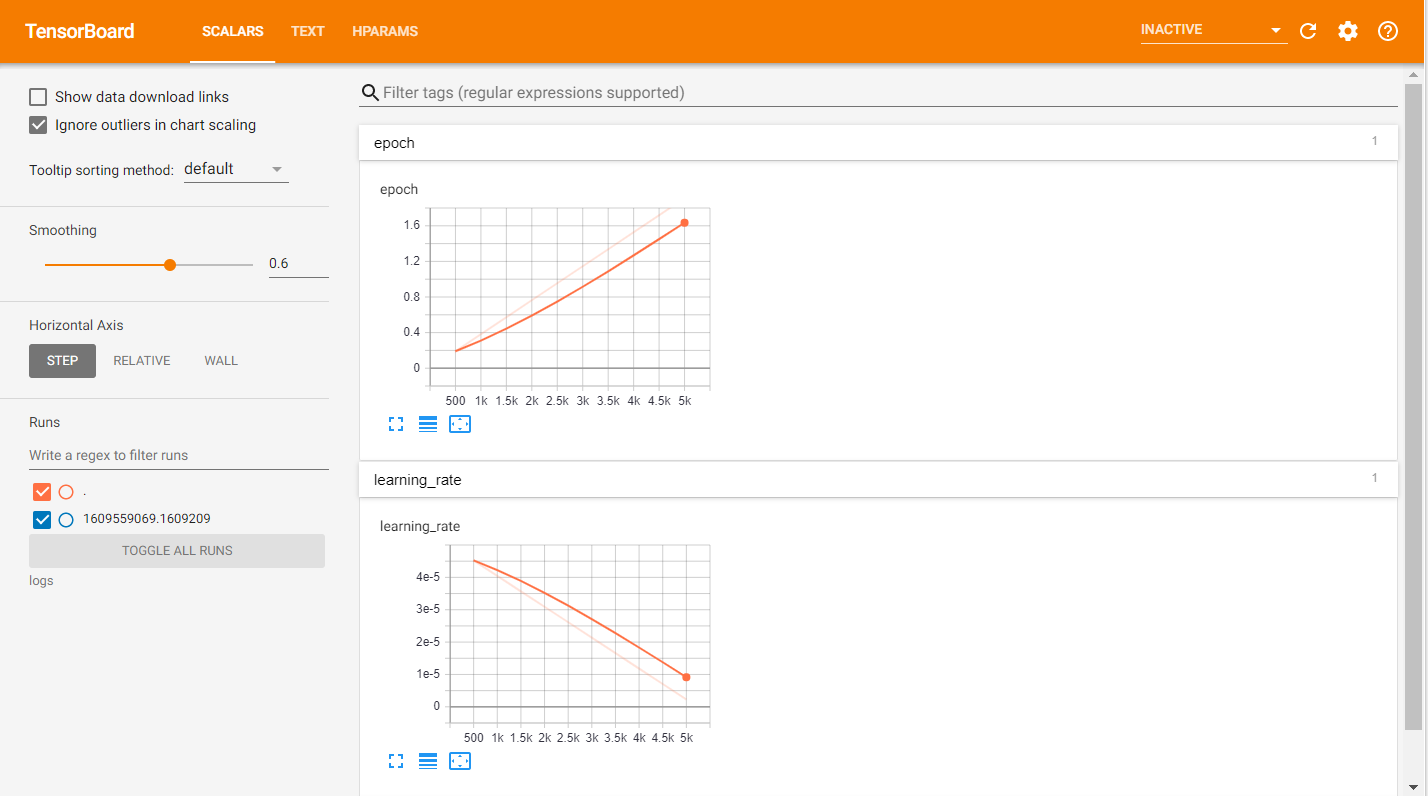 TensorBoard SCALARS TEXT HPARAMS INACTIVE
Show data download links
Ignore outliers in chart scaling
Tooltip sorting method: default
Smoothing
0.6
Horizontal Axis
STEP RELATIVE WALL
Runs
Write a regex to filter runs
.
1609559069.1609209
TOGGLE ALL RUNS
logs
Filter tags (regular expressions supported)
epoch 1
epoch
1.6
1.2
0.8
0.4
0
500 1k 1.5k 2k 2.5k 3k 3.5k 4k 4.5k 5k
learning_rate 1
learning_rate
4e-5
3e-5
2e-5
1e-5
0
500 1k 1.5k 2k 2.5k 3k 3.5k 4k 4.5k 5k